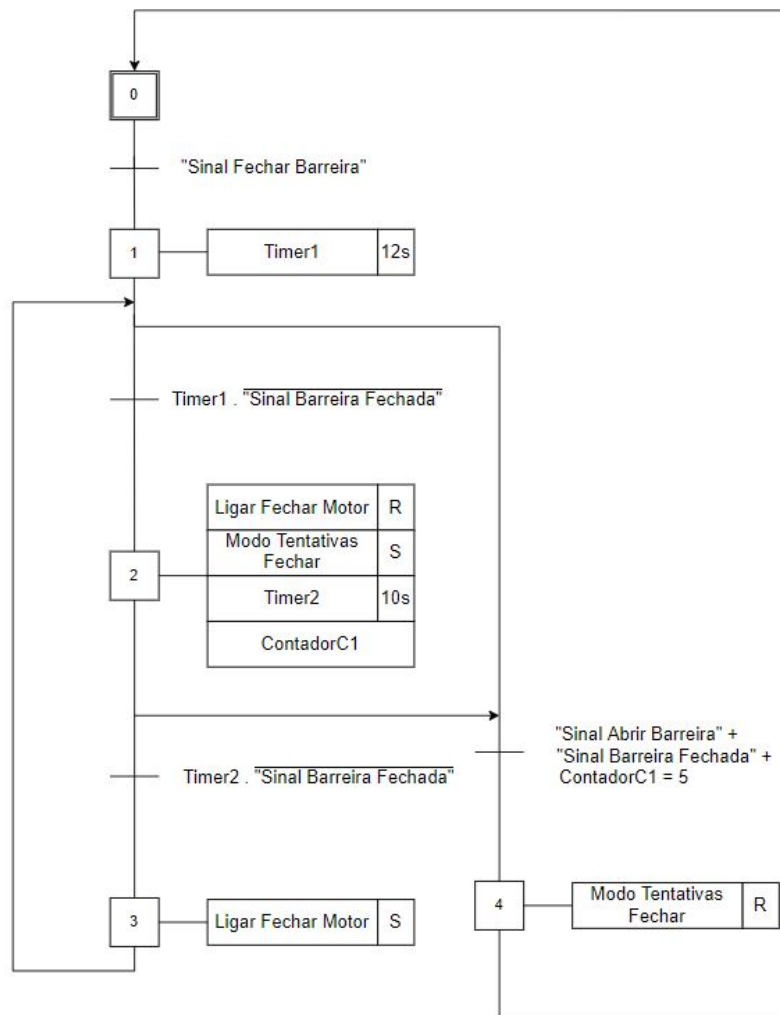 0
"Sinal Fechar Barreira"
1
Timer1 12s
Timer1 . "Sinal Barreira Fechada"
2
Ligar Fechar Motor R
Modo Tentativas
Fechar S
Timer2 10s
ContadorC1
"Sinal Abrir Barreira" +
"Sinal Barreira Fechada" +
ContadorC1 = 5
Timer2 . "Sinal Barreira Fechada"
3
Ligar Fechar Motor S
4
Modo Tentativas
Fechar R